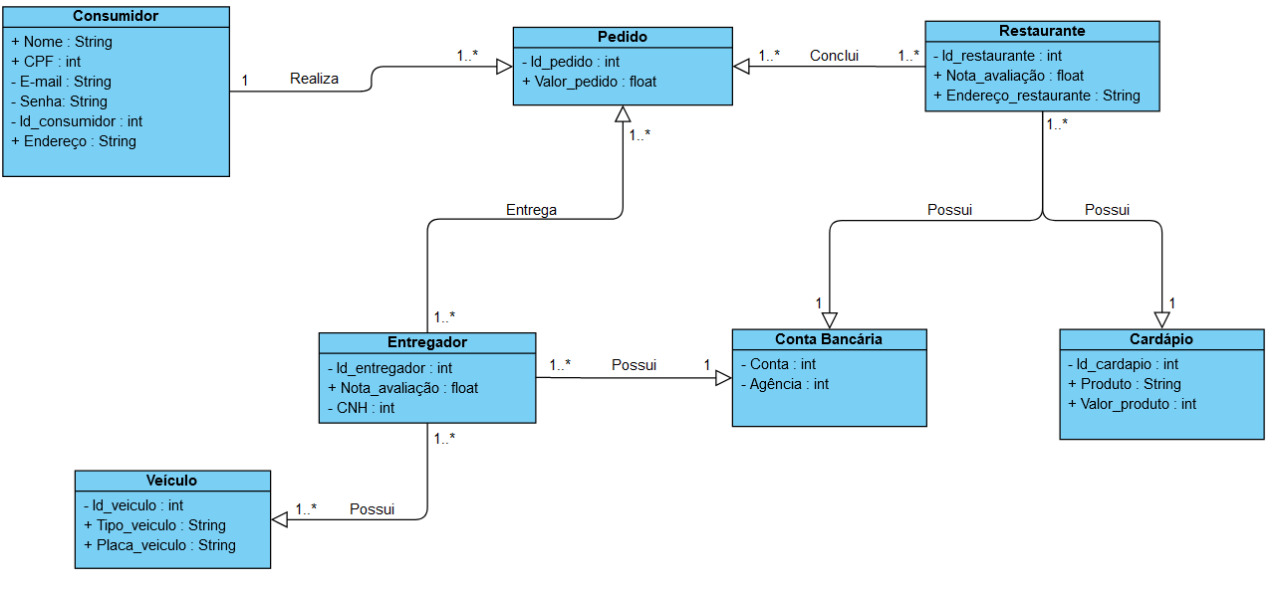 Consumidor
+ Nome : String
+ CPF : int
- E-mail : String
- Senha: String
- Id_consumidor : int
+ Endereço : String
1
Realiza
1..*
Pedido
- Id_pedido : int
+ Valor_pedido : float
1..*
Conclui
1..*
Restaurante
- Id_restaurante : int
+ Nota_avaliação : float
+ Endereço_restaurante : String
1..*
1..*
Entrega
Possui
Possui
1..*
1
1
Entregador
- Id_entregador : int
+ Nota_avaliação : float
- CNH : int
1..*
Possui
1
Conta Bancária
- Conta : int
- Agência : int
Cardápio
- Id_cardapio : int
+ Produto : String
+ Valor_produto : int
1..*
Veículo
- Id_veiculo : int
+ Tipo_veiculo : String
+ Placa_veiculo : String
1..*
Possui